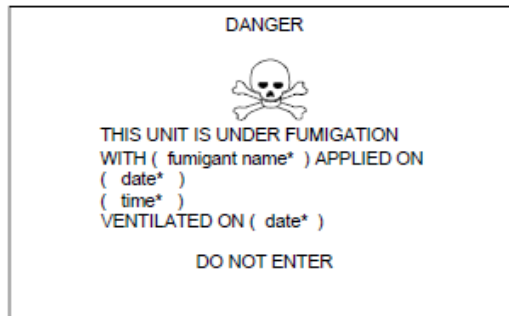 DANGER
THIS UNIT IS UNDER FUMIGATION
WITH ( fumigant name* ) APPLIED ON
( date* )
( time* )
VENTILATED ON ( date* )
DO NOT ENTER